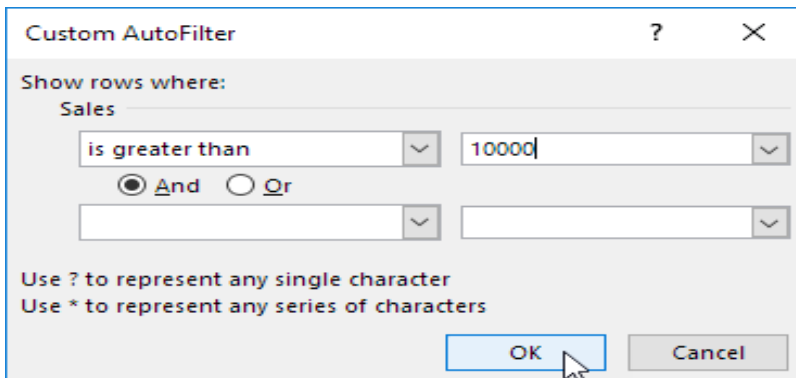 Custom AutoFilter ?
Show rows where:
Sales
is greater than 10000
And Or
Use ? to represent any single character
Use * to represent any series of characters
OK Cancel